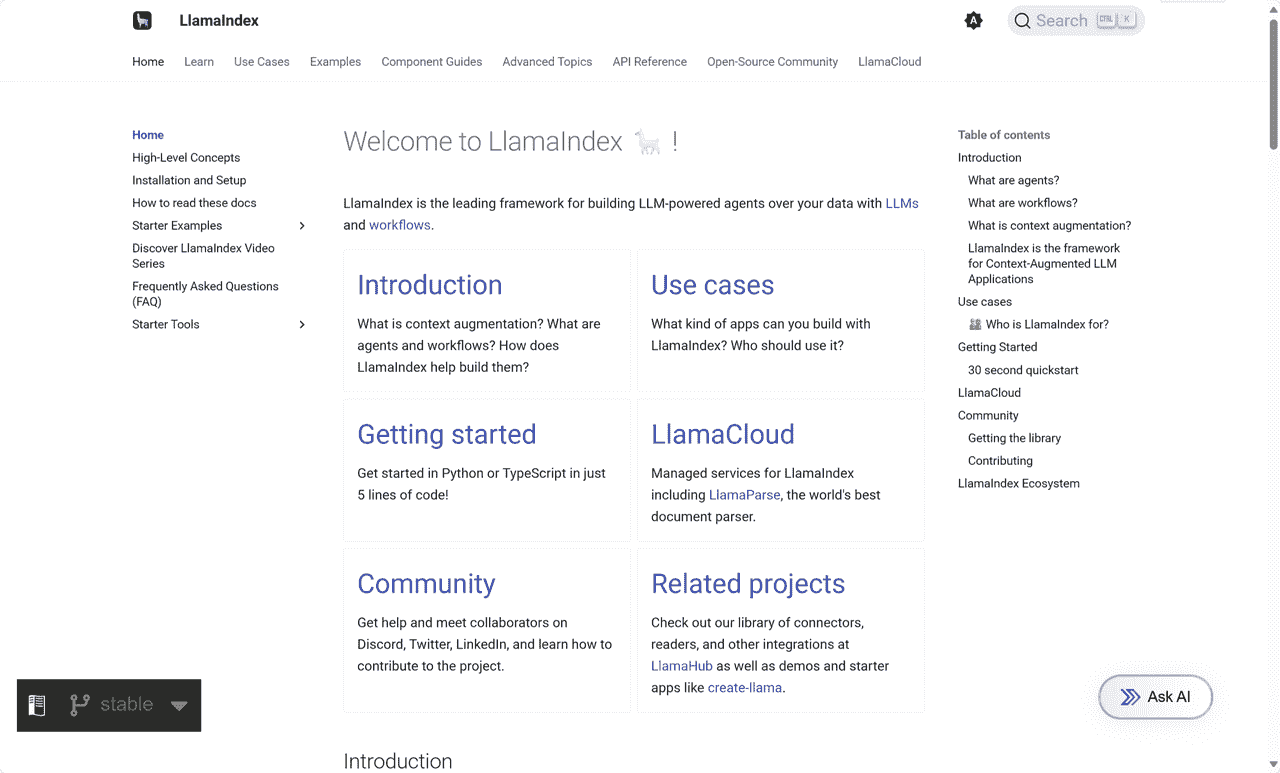 LlamaIndex
A
Search CTRL K
Home Learn Use Cases Examples Component Guides Advanced Topics API Reference Open-Source Community LlamaCloud
Home
High-Level Concepts
Installation and Setup
How to read these docs
Starter Examples
Discover LlamaIndex Video
Series
Frequently Asked Questions
(FAQ)
Starter Tools
Welcome to LlamaIndex 🦙 !
LlamaIndex is the leading framework for building LLM-powered agents over your data with LLMs
and workflows.
Introduction
What is context augmentation? What are
agents and workflows? How does
LlamaIndex help build them?
Use cases
What kind of apps can you build with
LlamaIndex? Who should use it?
Getting started
Get started in Python or TypeScript in just
5 lines of code!
LlamaCloud
Managed services for LlamaIndex
including LlamaParse, the world's best
document parser.
Community
Get help and meet collaborators on
Discord, Twitter, LinkedIn, and learn how to
contribute to the project.
Related projects
Check out our library of connectors,
readers, and other integrations at
LlamaHub as well as demos and starter
apps like create-llama.
Introduction
Table of contents
Introduction
What are agents?
What are workflows?
What is context augmentation?
LlamaIndex is the framework
for Context-Augmented LLM
Applications
Use cases
👨‍👩‍👧‍👦 Who is LlamaIndex for?
Getting Started
30 second quickstart
LlamaCloud
Community
Getting the library
Contributing
LlamaIndex Ecosystem
stable
Ask AI